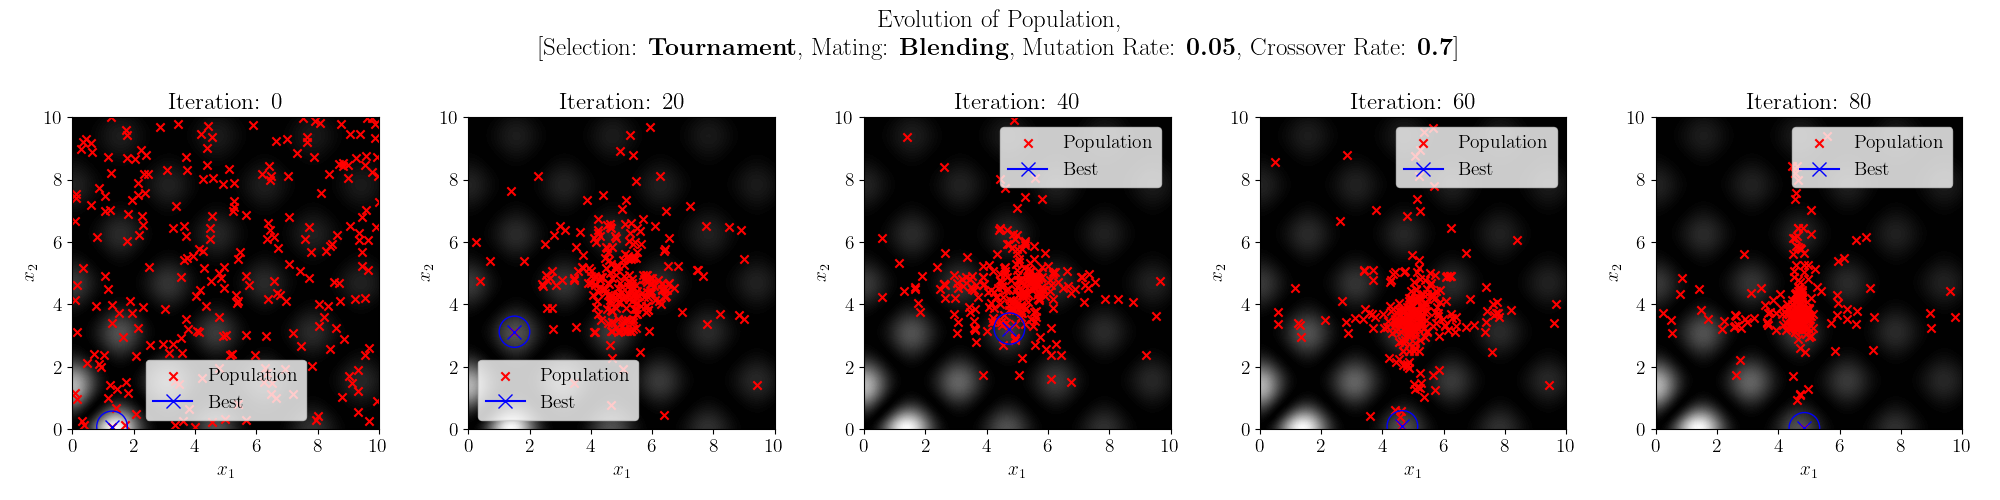 Evolution of Population,
[Selection: Tournament, Mating: Blending, Mutation Rate: 0.05, Crossover Rate: 0.7]
Iteration: 0
10
8
6
4
2
0
x2
Population
Best
0 2 4 6 8 10
x1
Iteration: 20
10
8
6
4
2
0
x2
Population
Best
0 2 4 6 8 10
x1
Iteration: 40
10
8
6
4
2
0
x2
Population
Best
0 2 4 6 8 10
x1
Iteration: 60
10
8
6
4
2
0
x2
Population
Best
0 2 4 6 8 10
x1
Iteration: 80
10
8
6
4
2
0
x2
Population
Best
0 2 4 6 8 10
x1